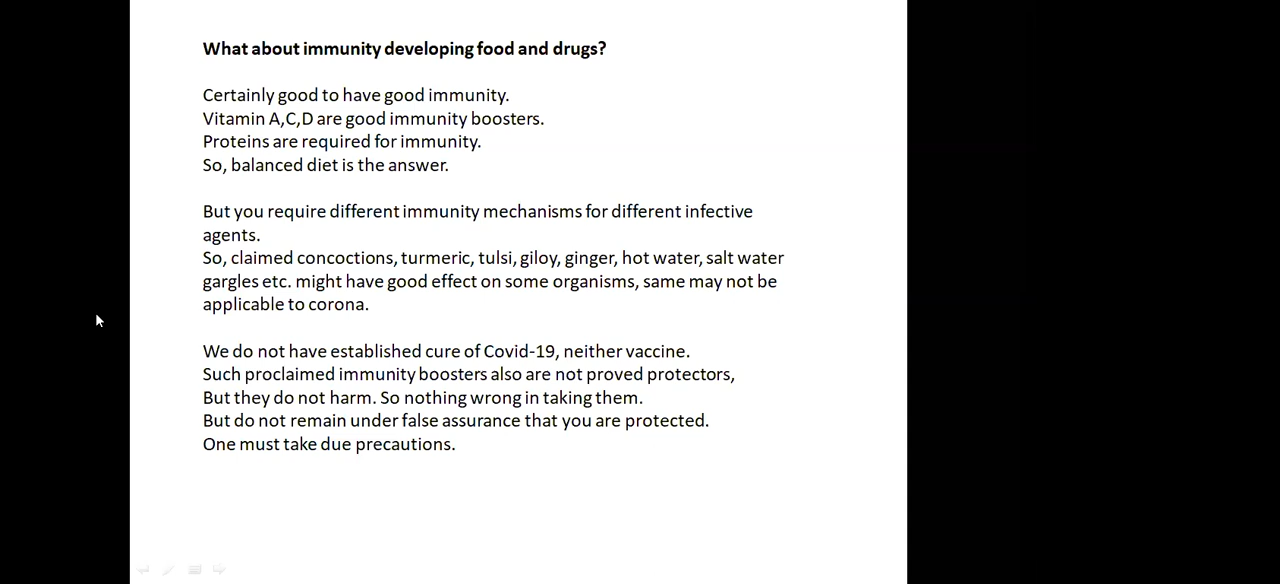 What about immunity developing food and drugs?
Certainly good to have good immunity.
Vitamin A,C,D are good immunity boosters.
Proteins are required for immunity.
So, balanced diet is the answer.
But you require different immunity mechanisms for different infective
agents.
So, claimed concoctions, turmeric, tulsi, giloy, ginger, hot water, salt water
gargles etc. might have good effect on some organisms, same may not be
applicable to corona.
We do not have established cure of Covid-19, neither vaccine.
Such proclaimed immunity boosters also are not proved protectors,
But they do not harm. So nothing wrong in taking them.
But do not remain under false assurance that you are protected.
One must take due precautions.